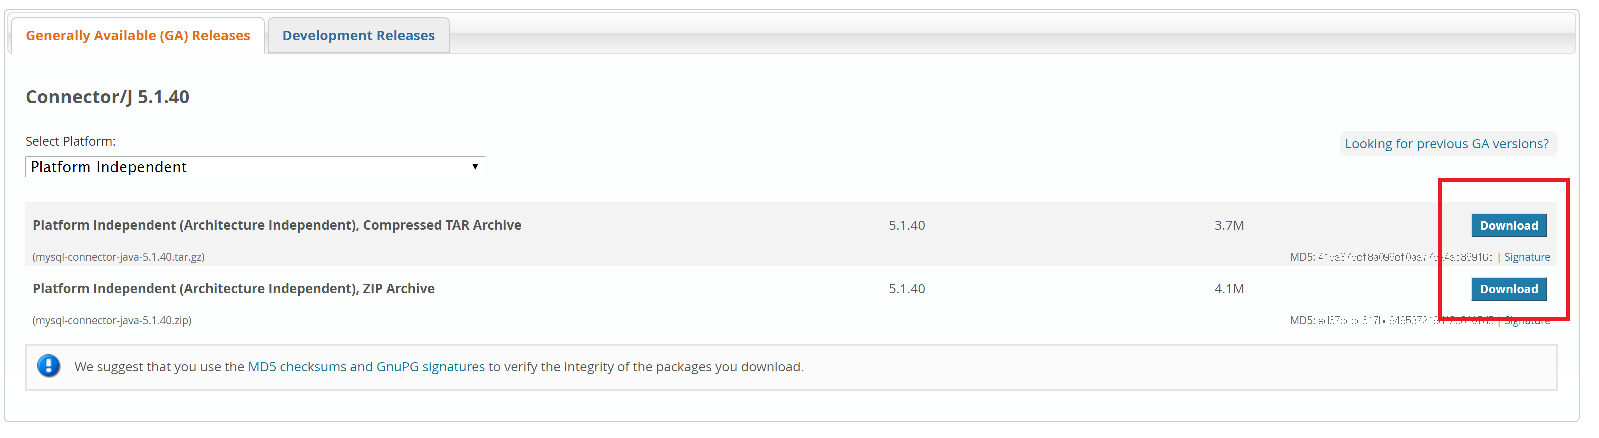 Generally Available (GA) Releases
Development Releases
Connector/J 5.1.40
Select Platform:
Looking for previous GA versions?
Platform Independent
Platform Independent (Architecture Independent), Compressed TAR Archive 5.1.40 3.7M Download
(mysql-connector-java-5.1.40.tar.gz) MD5: | Signature
Platform Independent (Architecture Independent), ZIP Archive 5.1.40 4.1M Download
(mysql-connector-java-5.1.40.zip) MD5: | Signature
We suggest that you use the MD5 checksums and GnuPG signatures to verify the integrity of the packages you download.